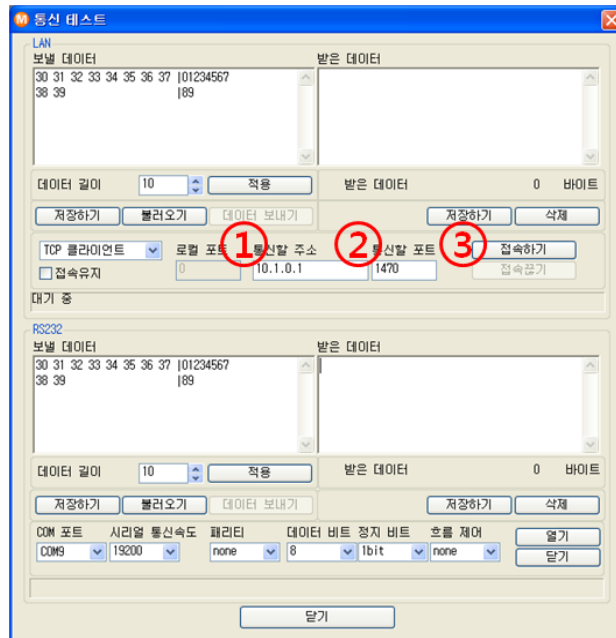 통신 테스트
LAN
보낼 데이터 받은 데이터
30 31 32 33 34 35 36 37 |01234567
38 39 |89
데이터 길이 10 적용 받은 데이터 0 바이트
저장하기 불러오기 데이터 보내기 저장하기 삭제
TCP 클라이언트 로컬 포트 ① 통신할 주소 ② 통신할 포트 ③ 접속하기
접속유지 0 10.1.0.1 1470 접속끊기
대기 중
RS232
보낼 데이터 받은 데이터
30 31 32 33 34 35 36 37 |01234567
38 39 |89
데이터 길이 10 적용 받은 데이터 0 바이트
저장하기 불러오기 데이터 보내기 저장하기 삭제
COM 포트 시리얼 통신속도 패리티 데이터 비트 정지 비트 흐름 제어 열기
COM9 19200 none 8 1bit none 닫기
닫기